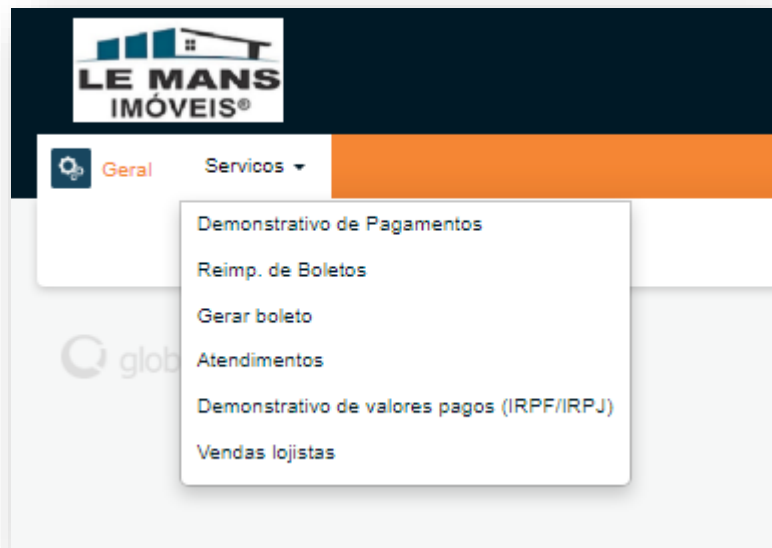 LE MANS
IMÓVEIS®
Geral Servicos
Demonstrativo de Pagamentos
Reimp. de Boletos
Gerar boleto
glob Atendimentos
Demonstrativo de valores pagos (IRPF/IRPJ)
Vendas lojistas